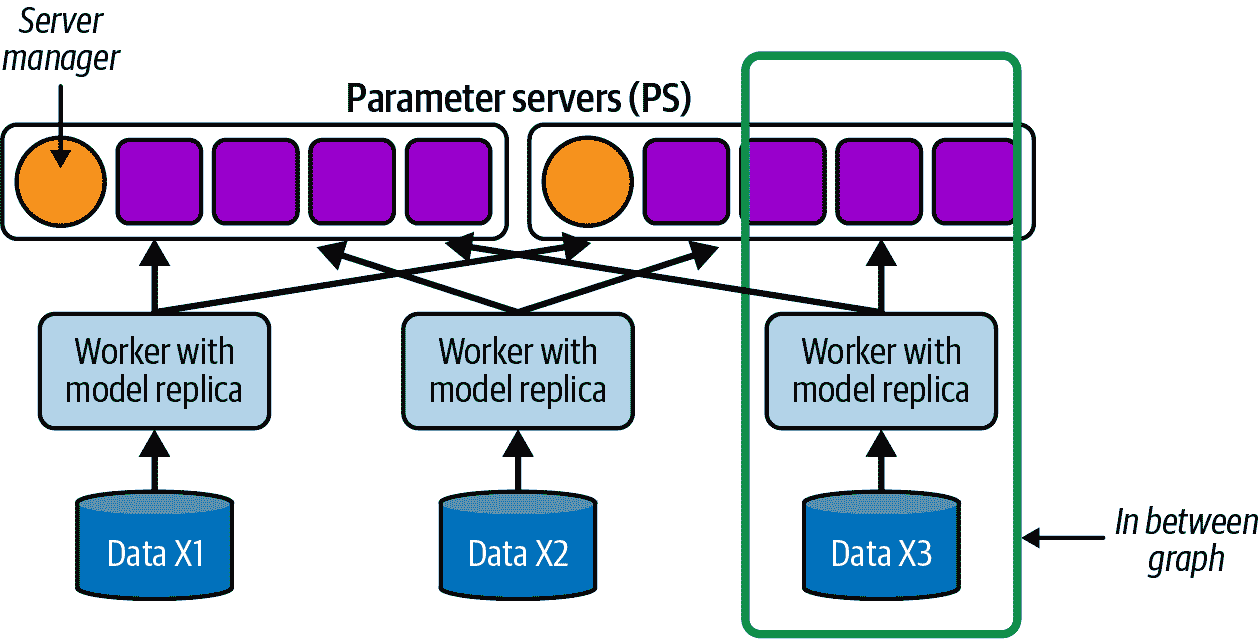 Server
manager
Parameter servers (PS)
Worker with
model replica
Worker with
model replica
Worker with
model replica
Data X1
Data X2
Data X3
In between
graph